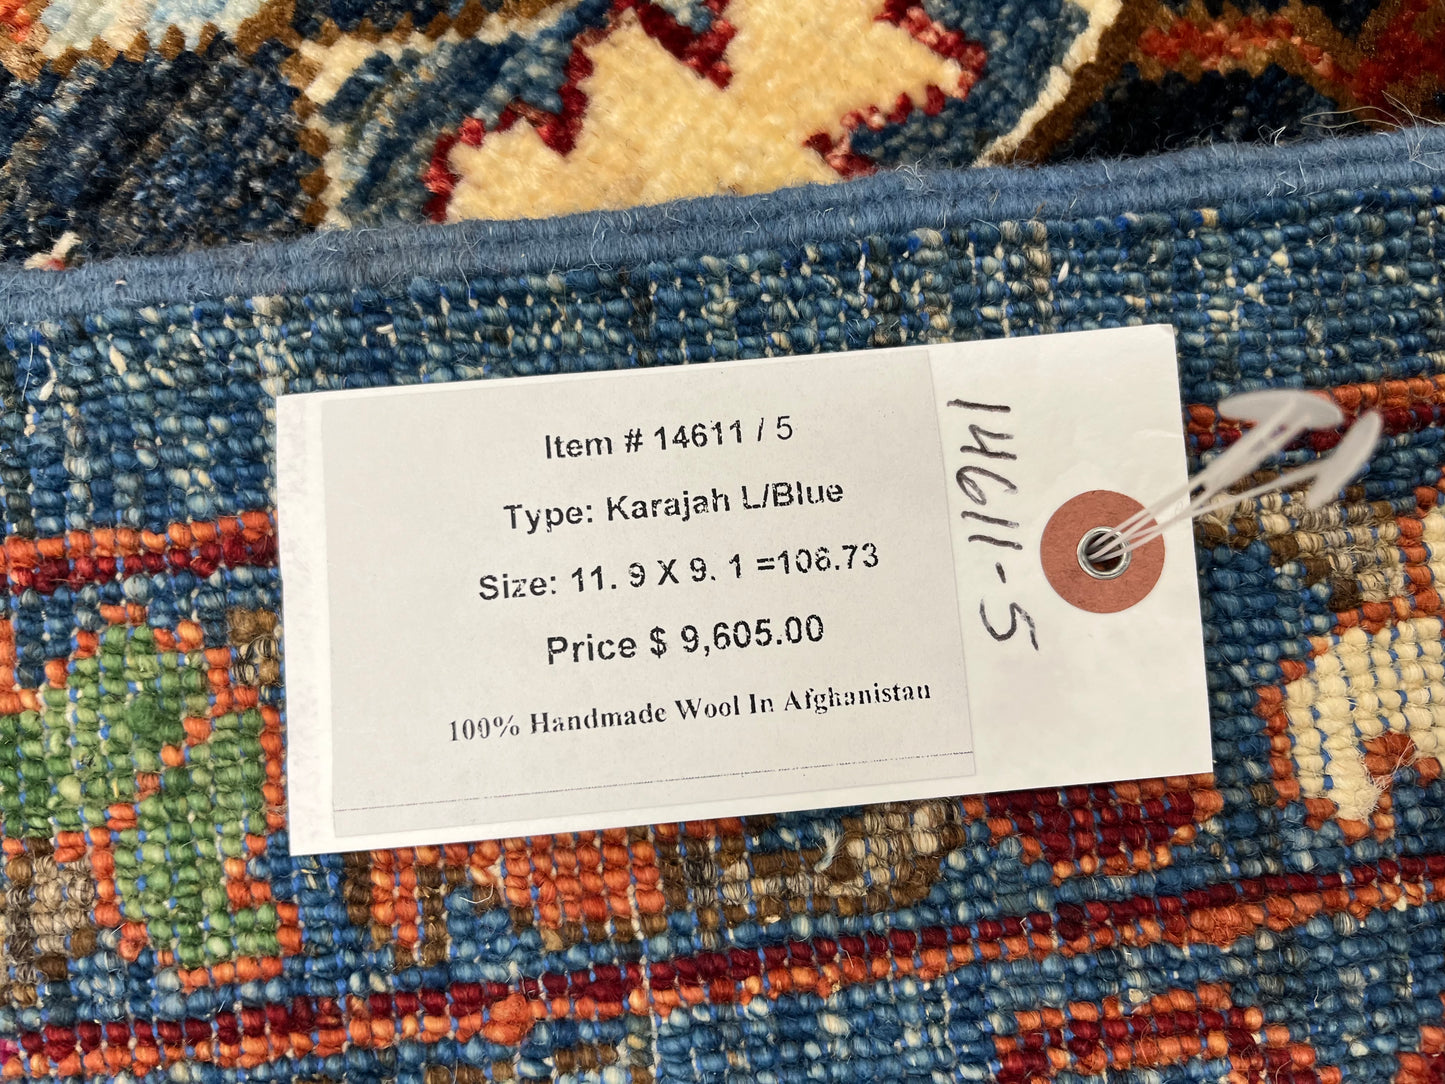 Item # 14611 / 5
Type: Karajah L/Blue
Size: 11. 9 X 9. 1 =106.73
Price $ 9,605.00
100% Handmade Wool In Afghanistan
14611-5